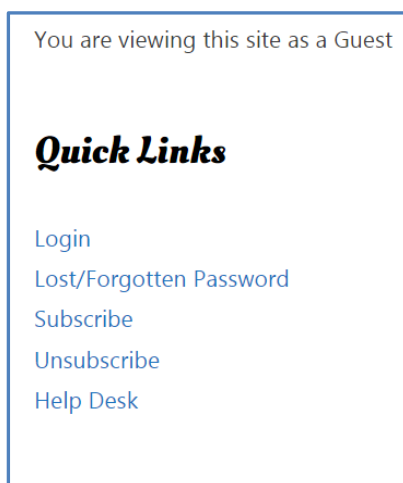 You are viewing this site as a Guest
Quick Links
Login
Lost/Forgotten Password
Subscribe
Unsubscribe
Help Desk